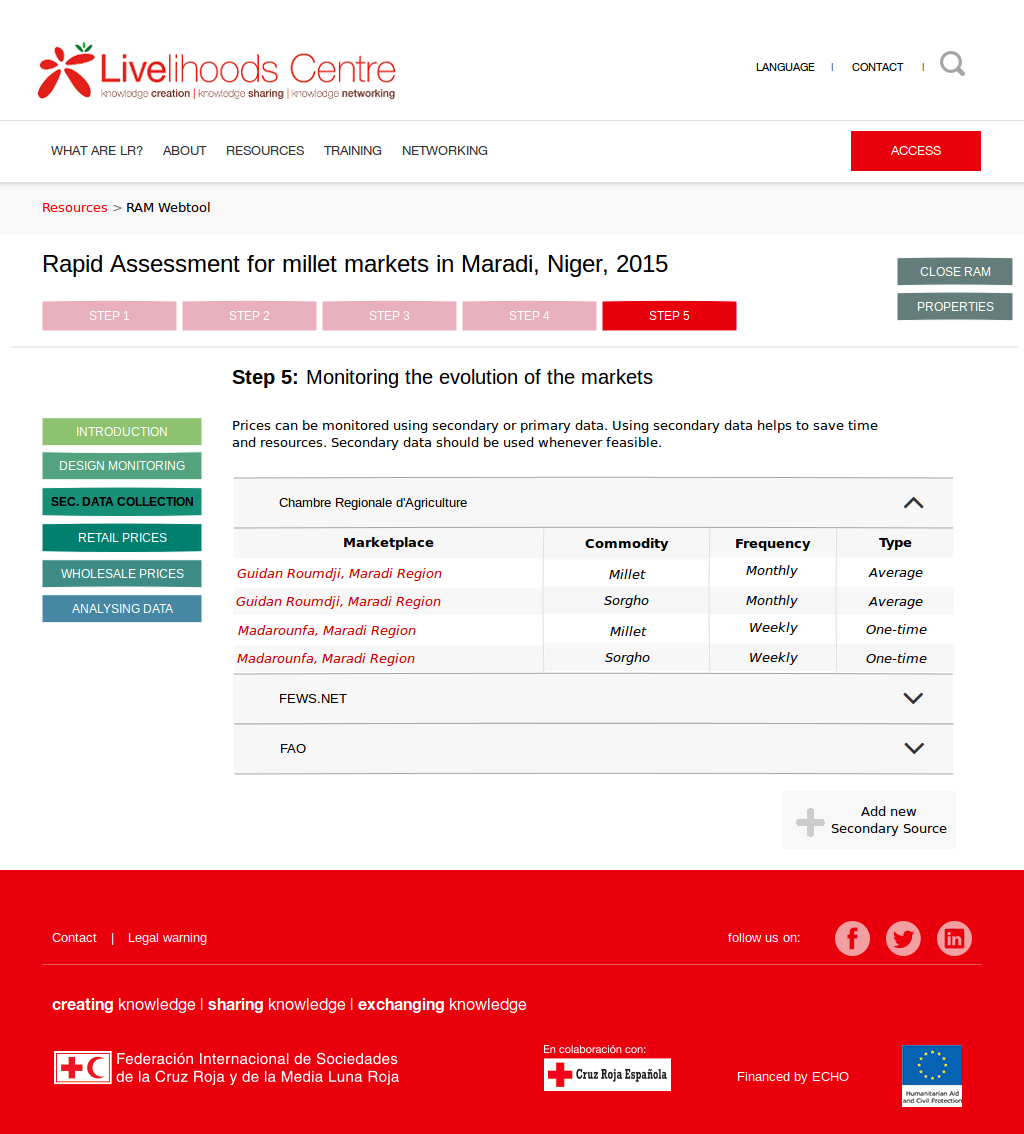 Livelihoods Centre
knowledge creation | knowledge sharing | knowledge networking
LANGUAGE | CONTACT |
WHAT ARE LR? ABOUT RESOURCES TRAINING NETWORKING ACCESS
Resources > RAM Webtool
Rapid Assessment for millet markets in Maradi, Niger, 2015
CLOSE RAM
PROPERTIES
STEP 1 STEP 2 STEP 3 STEP 4 STEP 5
Step 5: Monitoring the evolution of the markets
INTRODUCTION
DESIGN MONITORING
SEC. DATA COLLECTION
RETAIL PRICES
WHOLESALE PRICES
ANALYSING DATA
Prices can be monitored using secondary or primary data. Using secondary data helps to save time
and resources. Secondary data should be used whenever feasible.
Chambre Regionale d'Agriculture
Marketplace Commodity Frequency Type
Guidan Roumdji, Maradi Region Millet Monthly Average
Guidan Roumdji, Maradi Region Sorgho Monthly Average
Madarounfa, Maradi Region Millet Weekly One-time
Madarounfa, Maradi Region Sorgho Weekly One-time
FEWS.NET
FAO
Add new
Secondary Source
Contact | Legal warning
follow us on:
creating knowledge | sharing knowledge | exchanging knowledge
Federación Internacional de Sociedades
de la Cruz Roja y de la Media Luna Roja
En colaboración con:
Cruz Roja Española
Financed by ECHO
Humanitarian Aid
and Civil Protection